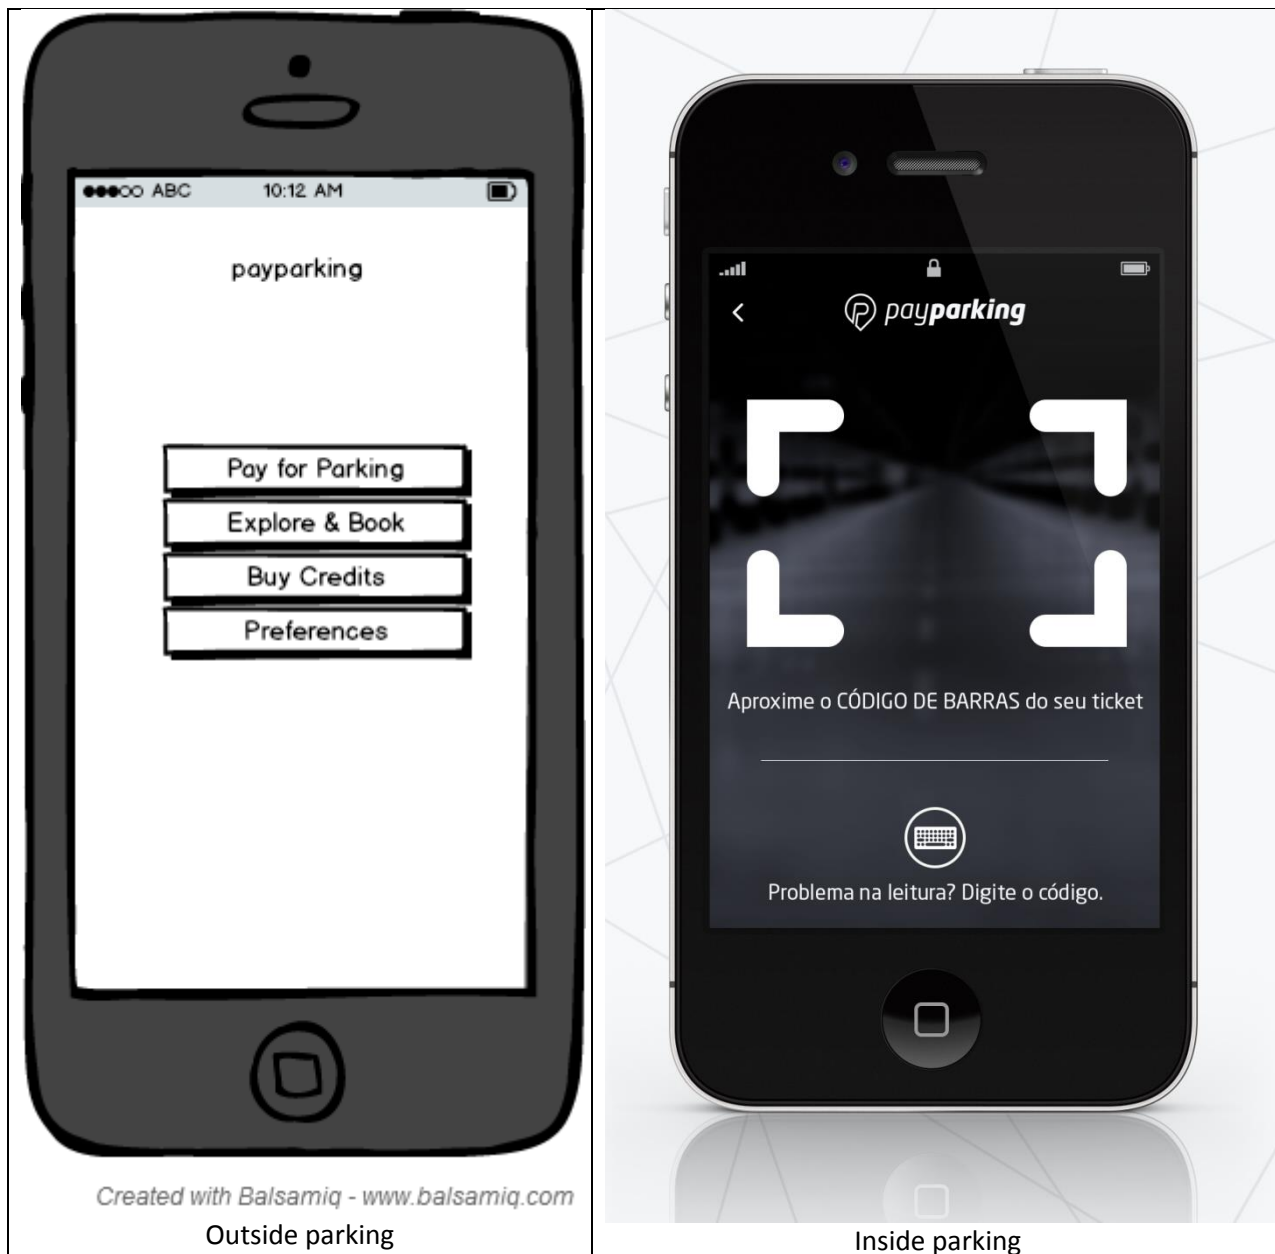 ABC 10:12 AM
payparking
Pay for Parking
Explore & Book
Buy Credits
Preferences
Created with Balsamiq - www.balsamiq.com
Outside parking
payparking
Aproxime o CÓDIGO DE BARRAS do seu ticket
Problema na leitura? Digite o código.
Inside parking